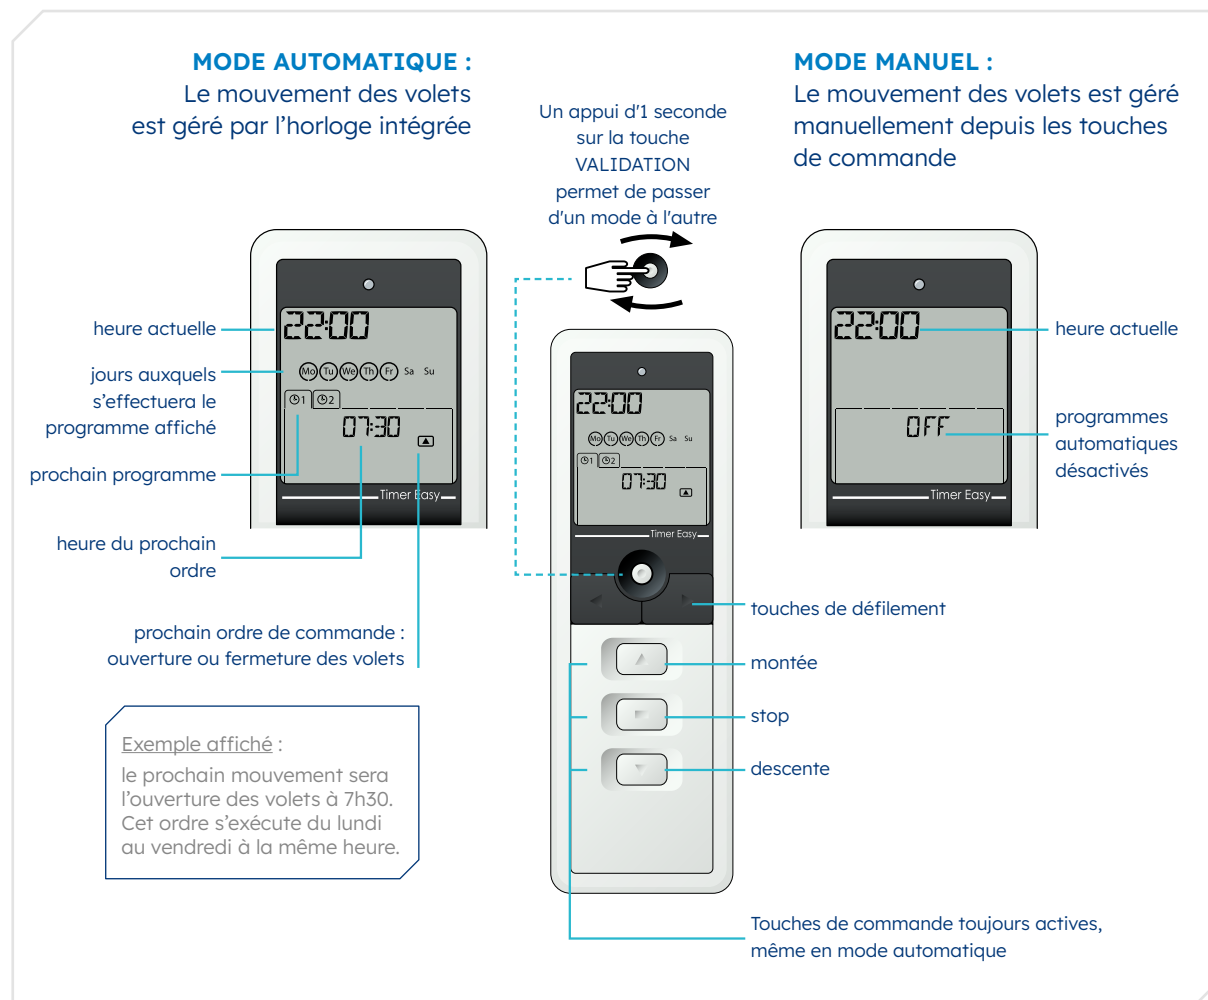 MODE AUTOMATIQUE :
Le mouvement des volets
est géré par l’horloge intégrée
Un appui d'1 seconde
sur la touche
VALIDATION
permet de passer
d'un mode à l'autre
MODE MANUEL :
Le mouvement des volets est géré
manuellement depuis les touches
de commande
22:00
Mo Tu We Th Fr Sa Su
1 2
07:30
Timer Easy
heure actuelle
jours auxquels
s’effectuera le
programme affiché
prochain programme
heure du prochain
ordre
prochain ordre de commande :
ouverture ou fermeture des volets
Exemple affiché :
le prochain mouvement sera
l’ouverture des volets à 7h30.
Cet ordre s’exécute du lundi
au vendredi à la même heure.
22:00
Mo Tu We Th Fr Sa Su
1 2
07:30
Timer Easy
touches de défilement
montée
stop
descente
Touches de commande toujours actives,
même en mode automatique
22:00
OFF
Timer Easy
heure actuelle
programmes
automatiques
désactivés